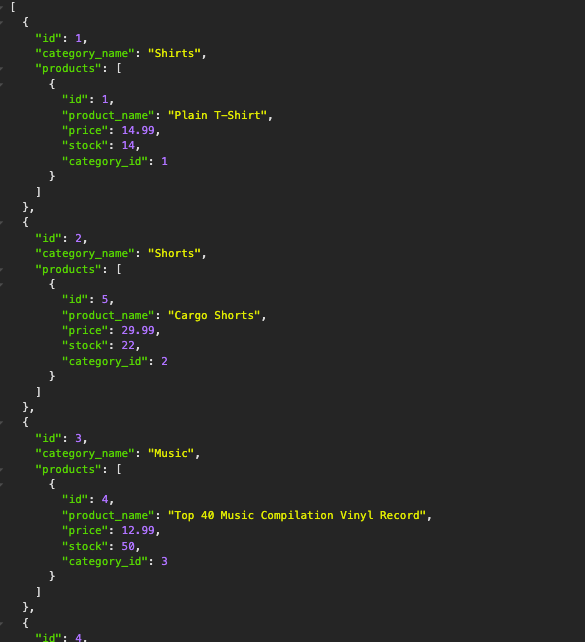 [
  {
    "id": 1,
    "category_name": "Shirts",
    "products": [
      {
        "id": 1,
        "product_name": "Plain T-Shirt",
        "price": 14.99,
        "stock": 14,
        "category_id": 1
      }
    ]
  },
  {
    "id": 2,
    "category_name": "Shorts",
    "products": [
      {
        "id": 5,
        "product_name": "Cargo Shorts",
        "price": 29.99,
        "stock": 22,
        "category_id": 2
      }
    ]
  },
  {
    "id": 3,
    "category_name": "Music",
    "products": [
      {
        "id": 4,
        "product_name": "Top 40 Music Compilation Vinyl Record",
        "price": 12.99,
        "stock": 50,
        "category_id": 3
      }
    ]
  },
  {
    "id": 4,